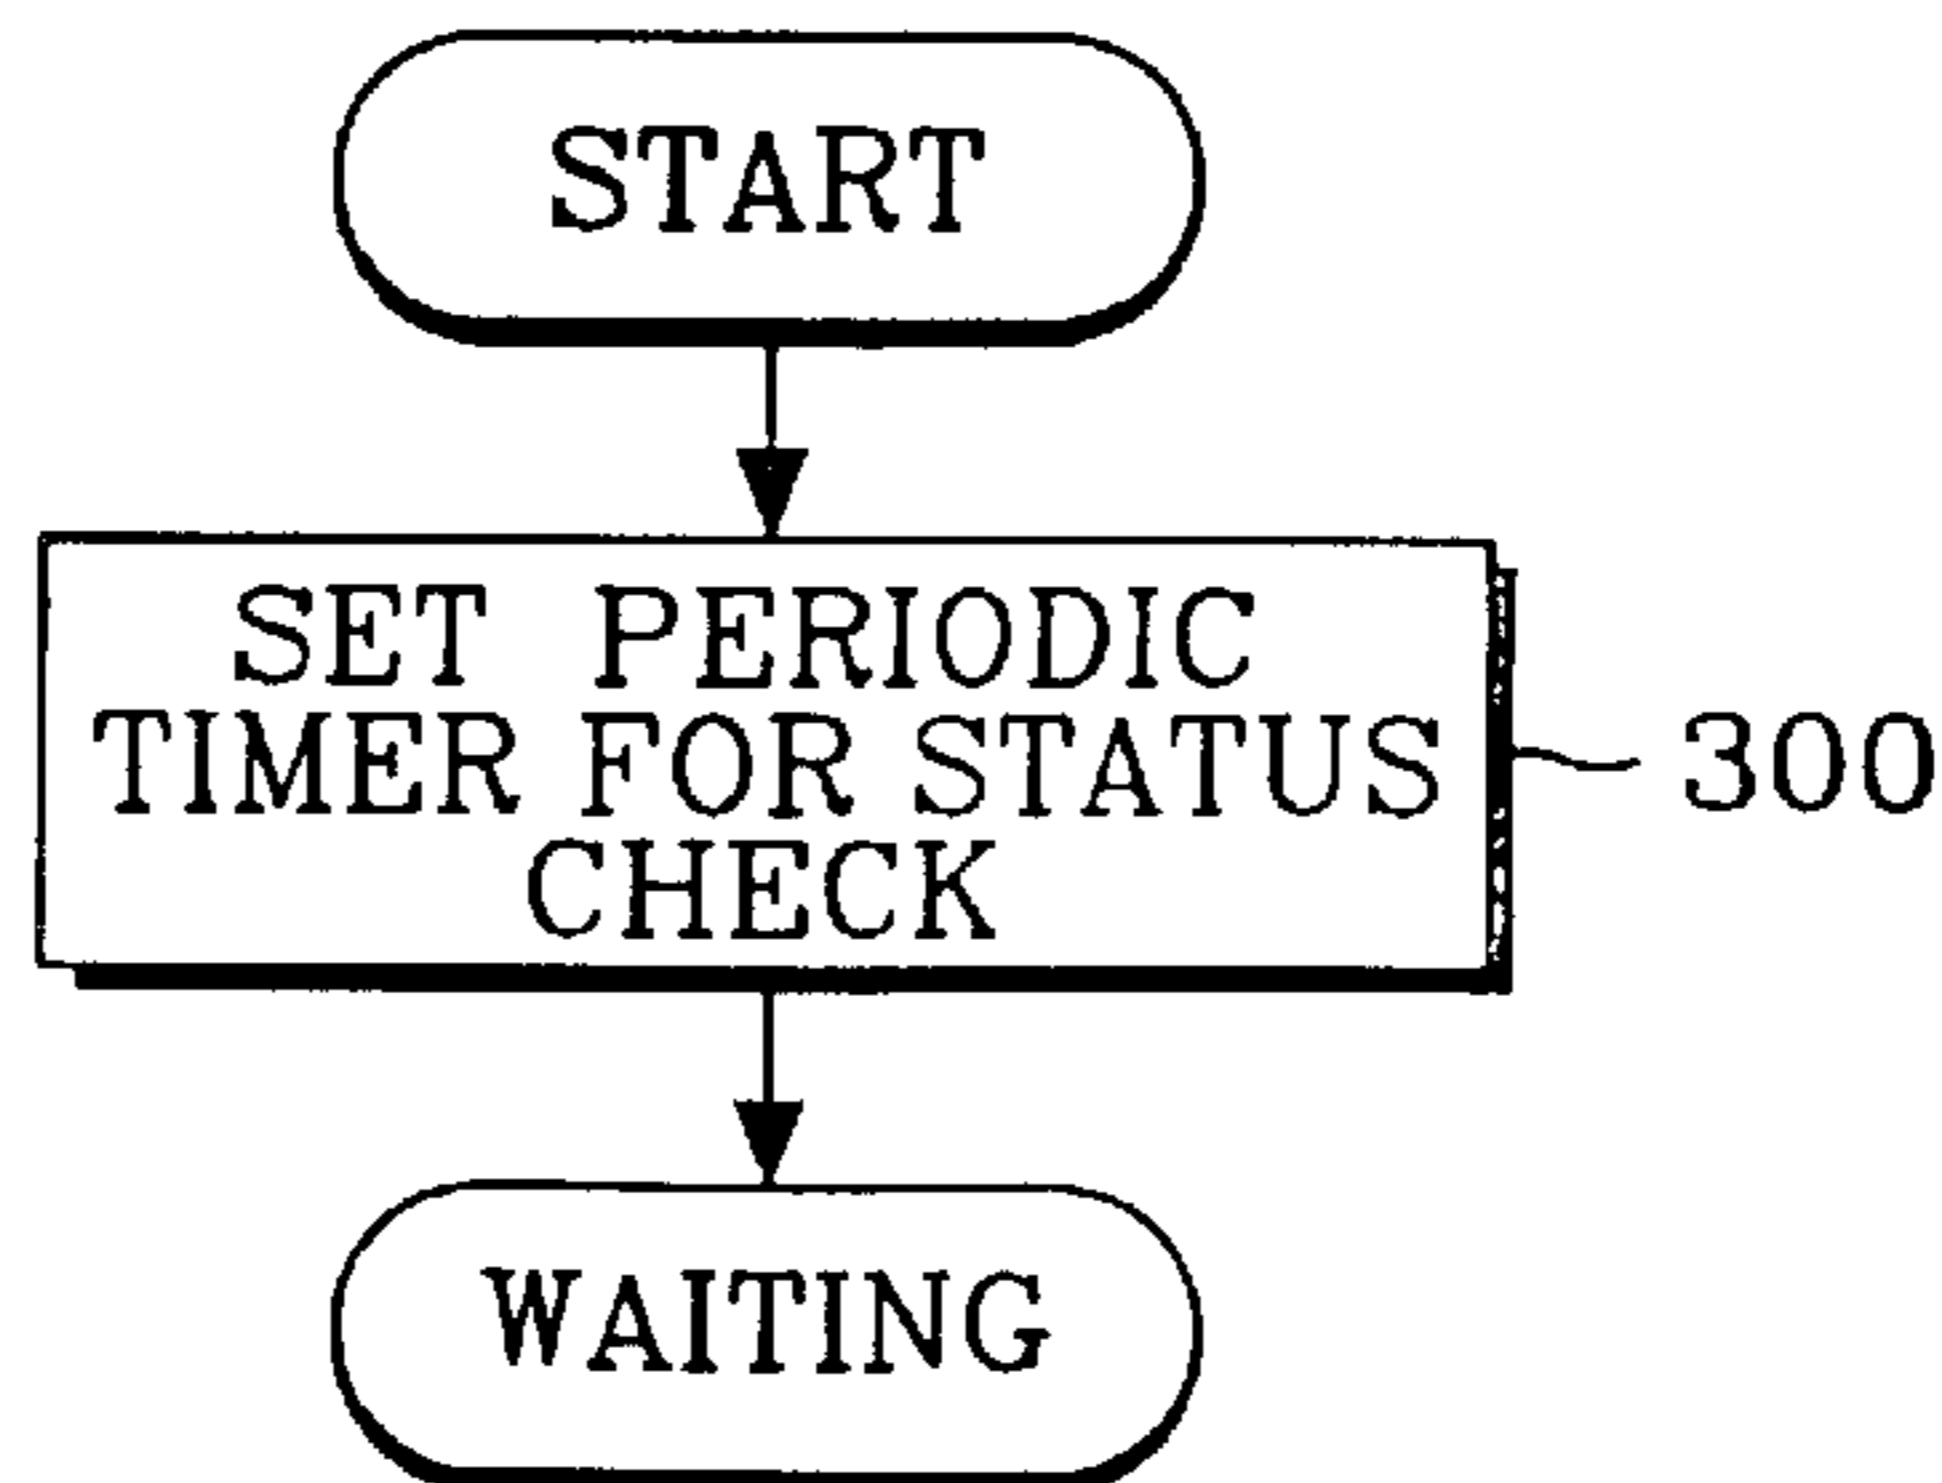 START
SET PERIODIC
TIMER FOR STATUS
CHECK
300
WAITING